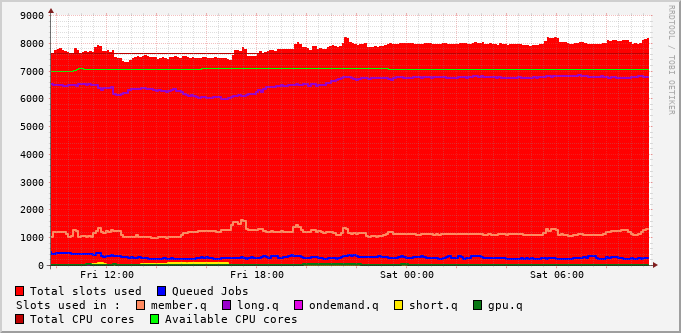 9000
8000
7000
6000
5000
4000
3000
2000
1000
0
Fri 12:00 Fri 18:00 Sat 00:00 Sat 06:00
Total slots used Queued Jobs
Slots used in : member.q long.q ondemand.q short.q gpu.q
Total CPU cores Available CPU cores
RRDTOOL / TOBI OETIKER